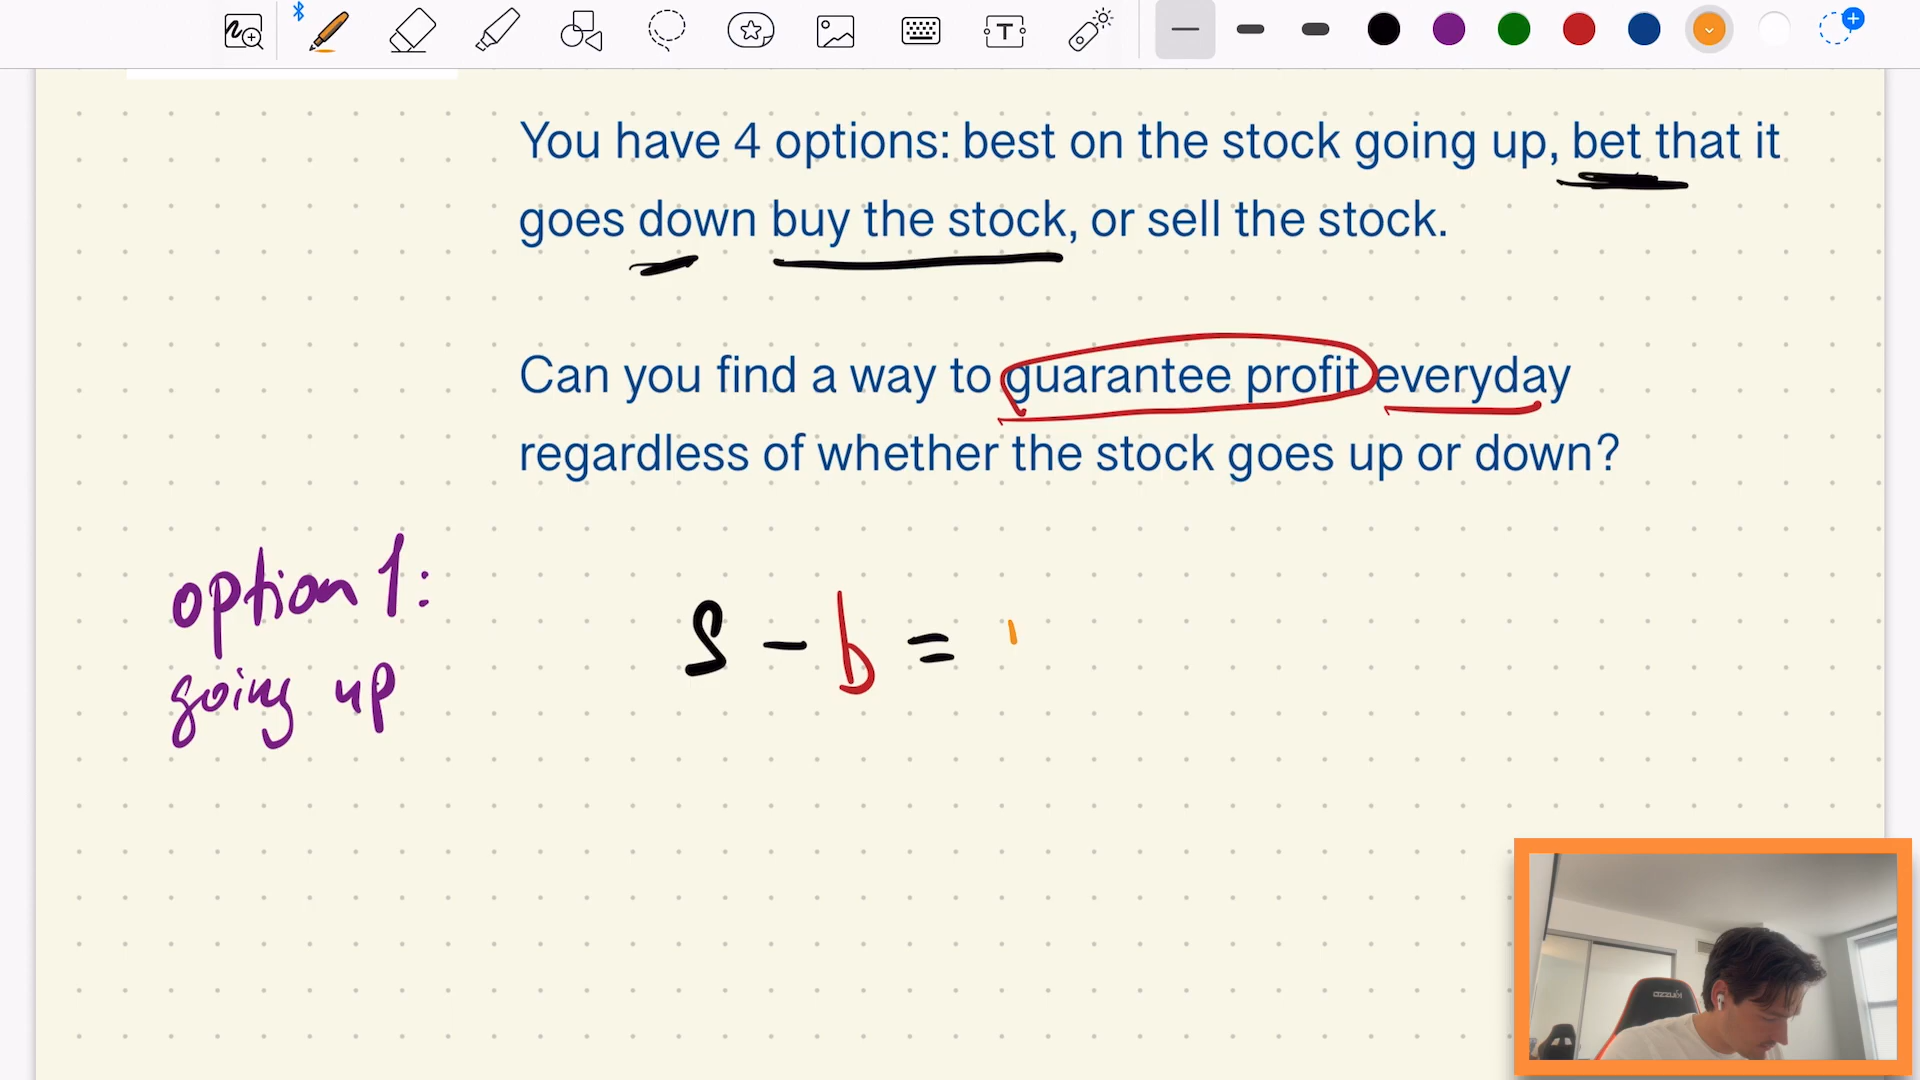 You have 4 options: best on the stock going up, bet that it
goes down buy the stock, or sell the stock.
Can you find a way to guarantee profit everyday
regardless of whether the stock goes up or down?
option 1:
going up
S - b =